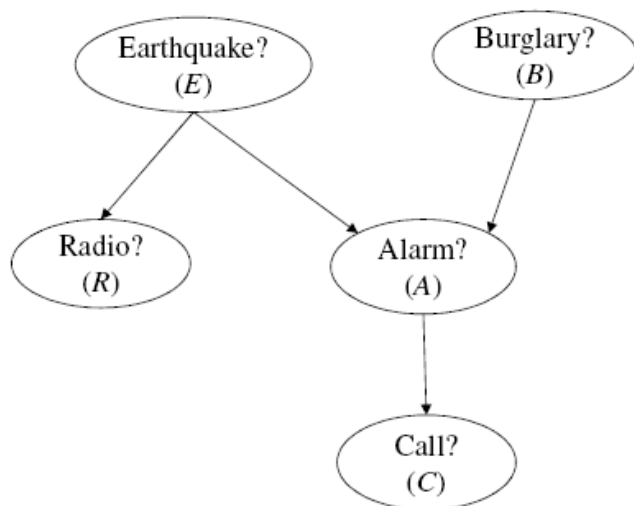 Earthquake?
(E)
Burglary?
(B)
Radio?
(R)
Alarm?
(A)
Call?
(C)